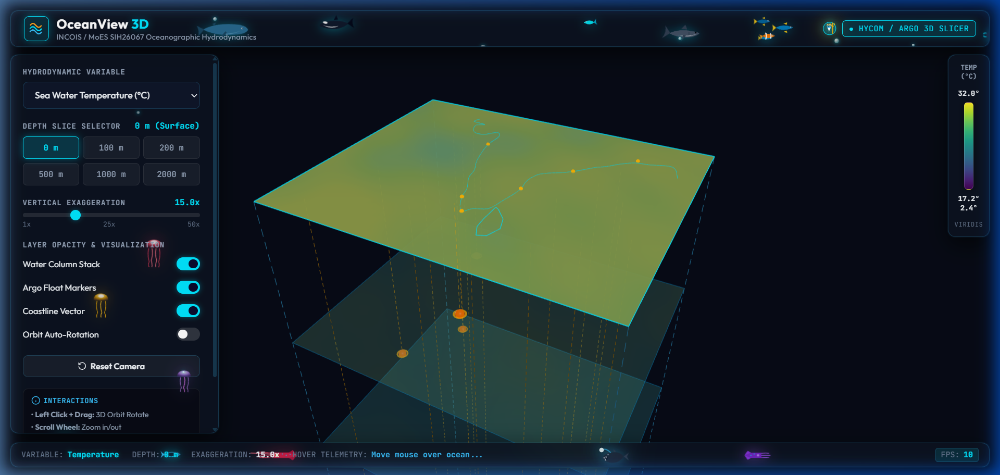 OceanView 3D
INCOIS / MoES SIH26067 Oceanographic Hydrodynamics
HYCOM / ARGO 3D SLICER
HYDRODYNAMIC VARIABLE
Sea Water Temperature (°C)
DEPTH SLICE SELECTOR 0 m (Surface)
0 m 100 m 200 m
500 m 1000 m 2000 m
VERTICAL EXAGGERATION 15.0x
1x 25x 50x
LAYER OPACITY & VISUALIZATION
Water Column Stack
Argo Float Markers
Coastline Vector
Orbit Auto-Rotation
Reset Camera
INTERACTIONS
• Left Click + Drag: 3D Orbit Rotate
• Scroll Wheel: Zoom in/out
TEMP
(°C)
32.0°
17.2°
2.4°
VIRIDIS
VARIABLE: Temperature DEPTH: 0 m EXAGGERATION: 15.0x HOVER TELEMETRY: Move mouse over ocean...
FPS: 10